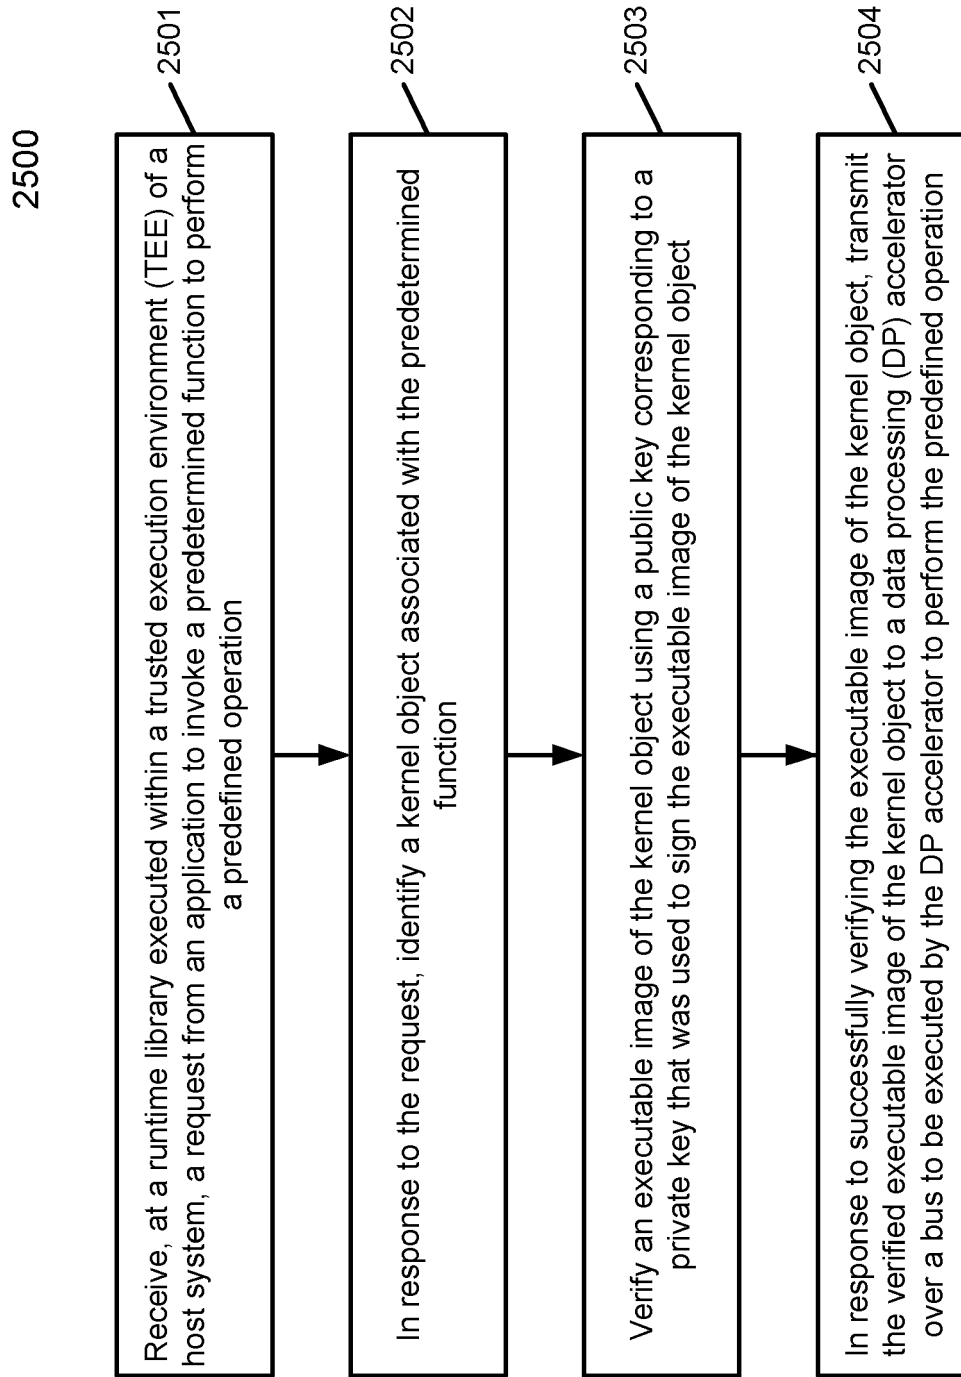 2500
Receive, at a runtime library executed within a trusted execution environment (TEE) of a
host system, a request from an application to invoke a predetermined function to perform
a predefined operation
2501
In response to the request, identify a kernel object associated with the predetermined
function
2502
Verify an executable image of the kernel object using a public key corresponding to a
private key that was used to sign the executable image of the kernel object
2503
In response to successfully verifying the executable image of the kernel object, transmit
the verified executable image of the kernel object to a data processing (DP) accelerator
over a bus to be executed by the DP accelerator to perform the predefined operation
2504